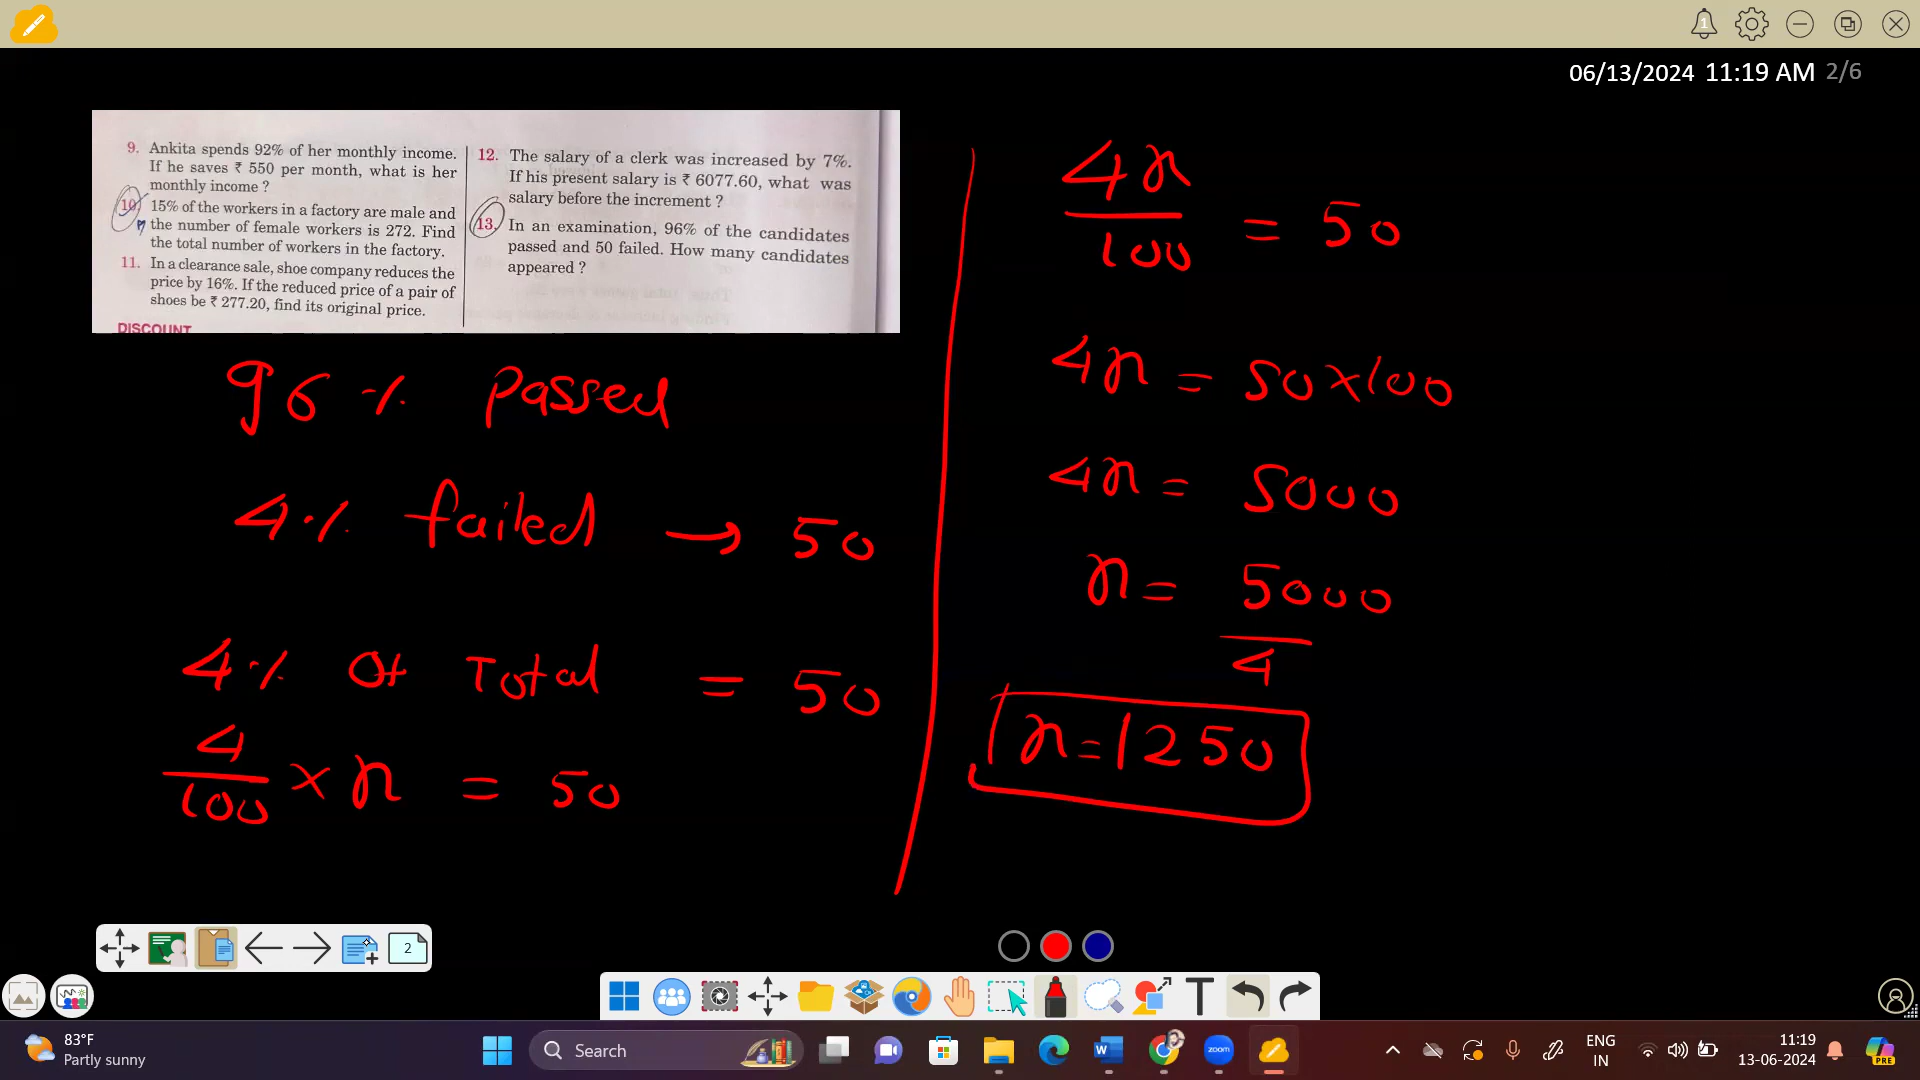 1
06/13/2024 11:19 AM 2/6
9. Ankita spends 92% of her monthly income.
If he saves ₹ 550 per month, what is her
monthly income ?
10. 15% of the workers in a factory are male and
the number of female workers is 272. Find
the total number of workers in the factory.
11. In a clearance sale, shoe company reduces the
price by 16%. If the reduced price of a pair of
shoes be ₹ 277.20, find its original price.
DISCOUNT
12. The salary of a clerk was increased by 7%.
If his present salary is ₹ 6077.60, what was
salary before the increment ?
13. In an examination, 96% of the candidates
passed and 50 failed. How many candidates
appeared ?
96 % Passed
4% failed → 50
4% of Total = 50
4/100 × x = 50
4x/100 = 50
4x = 50×100
4x = 5000
x = 5000/4
x = 1250
2
T
83°F
Partly sunny
Search
W
zoom
ENG
IN
11:19
13-06-2024
PRE